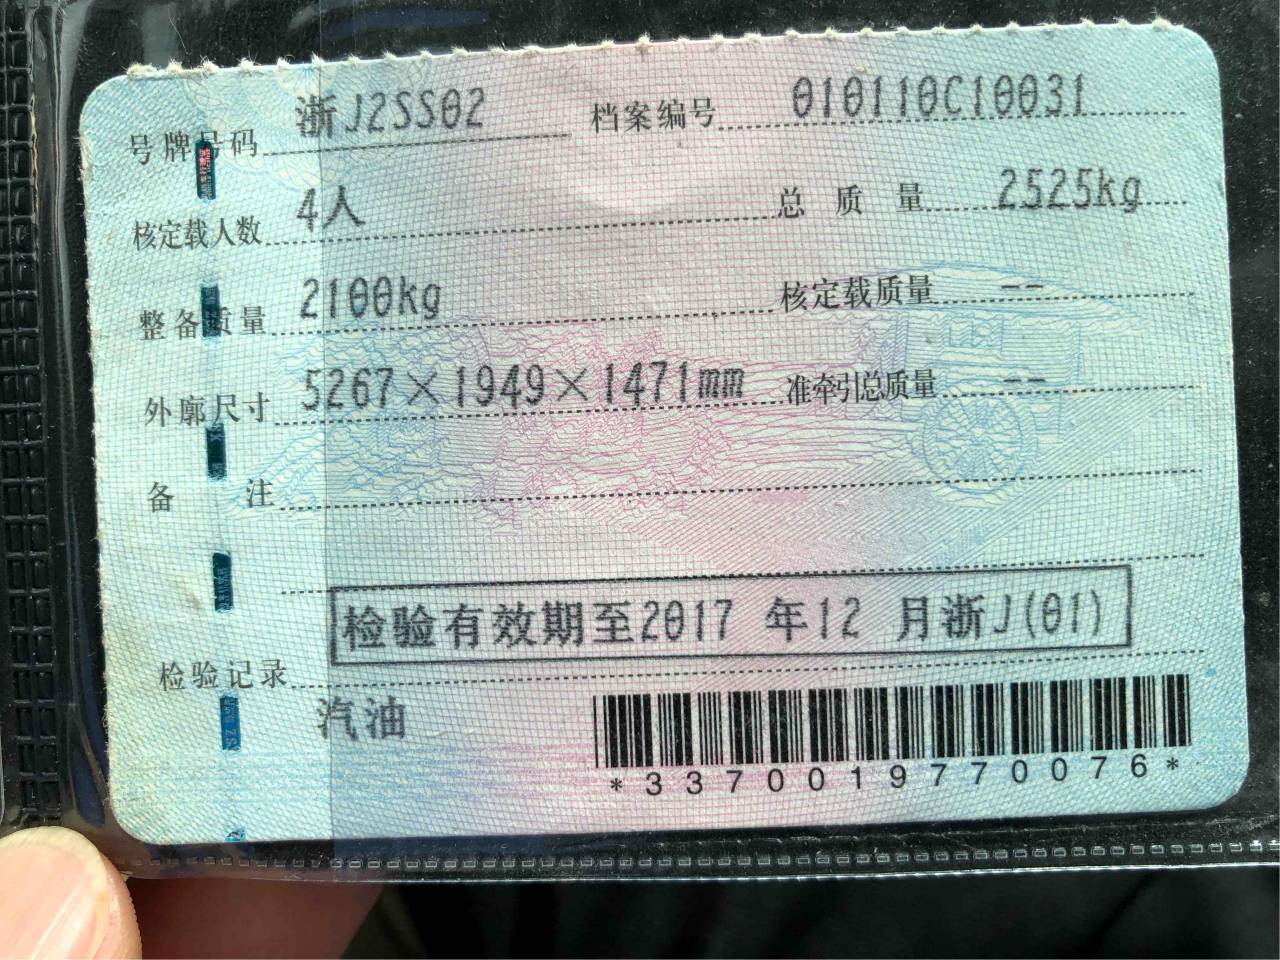 号牌号码 浙J2SS02 档案编号 010110C10031
核定载人数 4人 总质量 2525kg
整备质量 2100kg 核定载质量 --
外廓尺寸 5267×1949×1471mm 准牵引总质量 --
备注
检验记录 检验有效期至2017年12月浙J(01)
汽油
*3370019770076*